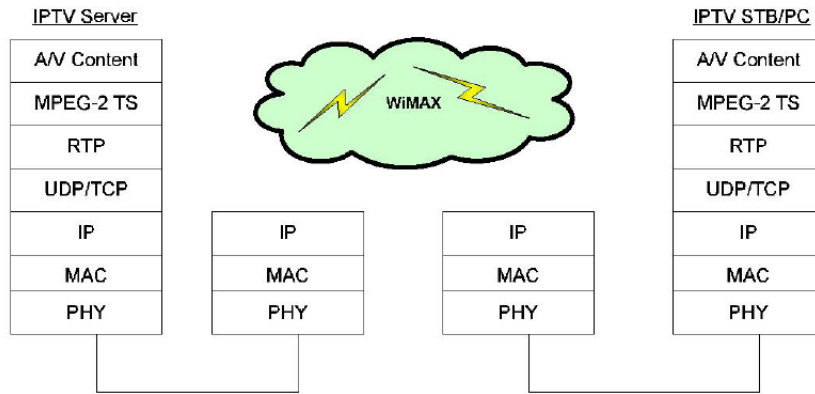 IPTV Server
A/V Content
MPEG-2 TS
RTP
UDP/TCP
IP
MAC
PHY
WiMAX
IP
MAC
PHY
IP
MAC
PHY
IPTV STB/PC
A/V Content
MPEG-2 TS
RTP
UDP/TCP
IP
MAC
PHY